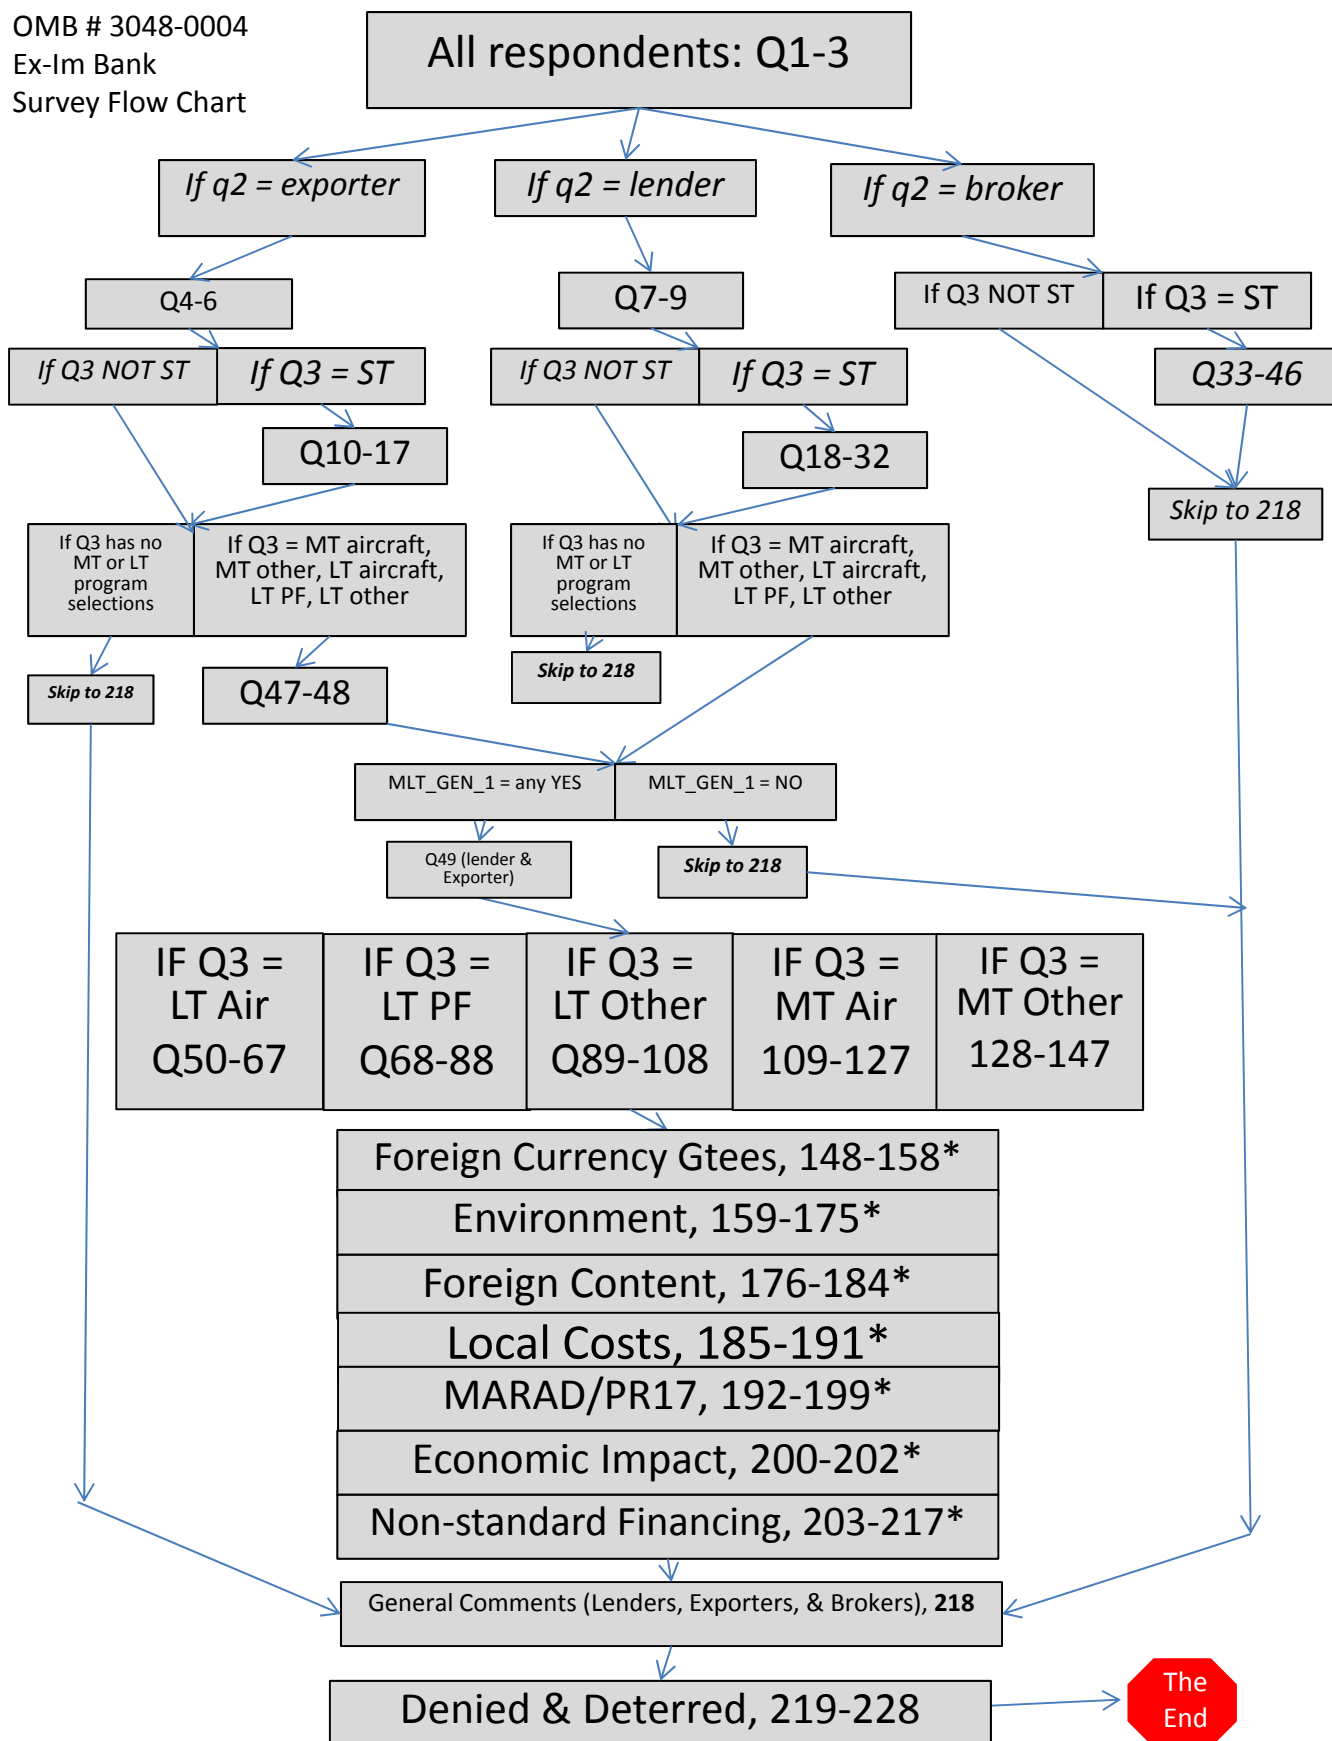 OMB # 3048-0004
Ex-Im Bank
Survey Flow Chart
All respondents: Q1-3
If q2 = exporter
If q2 = lender
If q2 = broker
Q4-6
Q7-9
If Q3 NOT ST
If Q3 = ST
If Q3 NOT ST
If Q3 = ST
If Q3 NOT ST
If Q3 = ST
Q33-46
Q10-17
Q18-32
Skip to 218
If Q3 has no
MT or LT
program
selections
If Q3 = MT aircraft,
MT other, LT aircraft,
LT PF, LT other
If Q3 has no
MT or LT
program
selections
If Q3 = MT aircraft,
MT other, LT aircraft,
LT PF, LT other
Skip to 218
Q47-48
Skip to 218
MLT_GEN_1 = any YES
MLT_GEN_1 = NO
Q49 (lender &
Exporter)
Skip to 218
IF Q3 =
LT Air
Q50-67
IF Q3 =
LT PF
Q68-88
IF Q3 =
LT Other
Q89-108
IF Q3 =
MT Air
109-127
IF Q3 =
MT Other
128-147
Foreign Currency Gtees, 148-158*
Environment, 159-175*
Foreign Content, 176-184*
Local Costs, 185-191*
MARAD/PR17, 192-199*
Economic Impact, 200-202*
Non-standard Financing, 203-217*
General Comments (Lenders, Exporters, & Brokers), 218
Denied & Deterred, 219-228
The
End